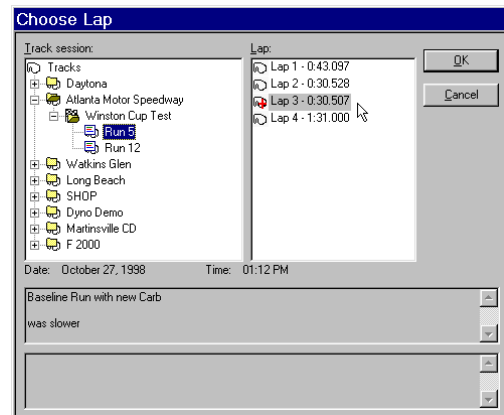 Choose Lap
Track session:
Tracks
Daytona
Atlanta Motor Speedway
Winston Cup Test
Run 5
Run 12
Watkins Glen
Long Beach
SHOP
Dyno Demo
Martinsville CD
F 2000
Lap:
Lap 1 - 0:43.097
Lap 2 - 0:30.528
Lap 3 - 0:30.507
Lap 4 - 1:31.000
OK
Cancel
Date: October 27, 1998 Time: 01:12 PM
Baseline Run with new Carb
was slower